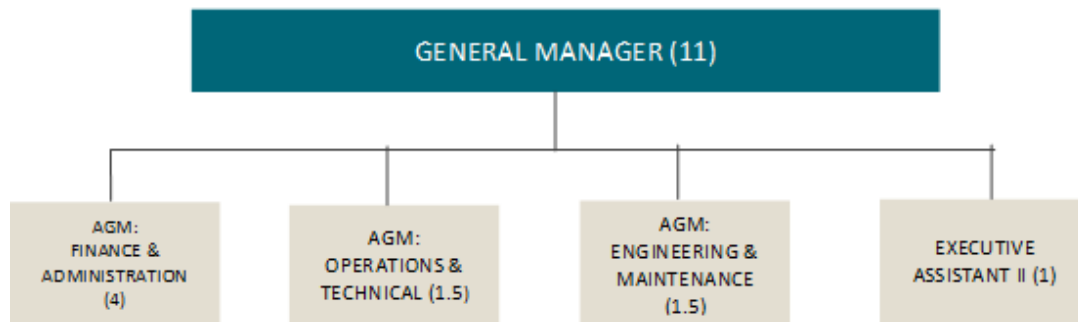 GENERAL MANAGER (11)
AGM:
FINANCE &
ADMINISTRATION
(4)
AGM:
OPERATIONS &
TECHNICAL (1.5)
AGM:
ENGINEERING &
MAINTENANCE
(1.5)
EXECUTIVE
ASSISTANT II (1)